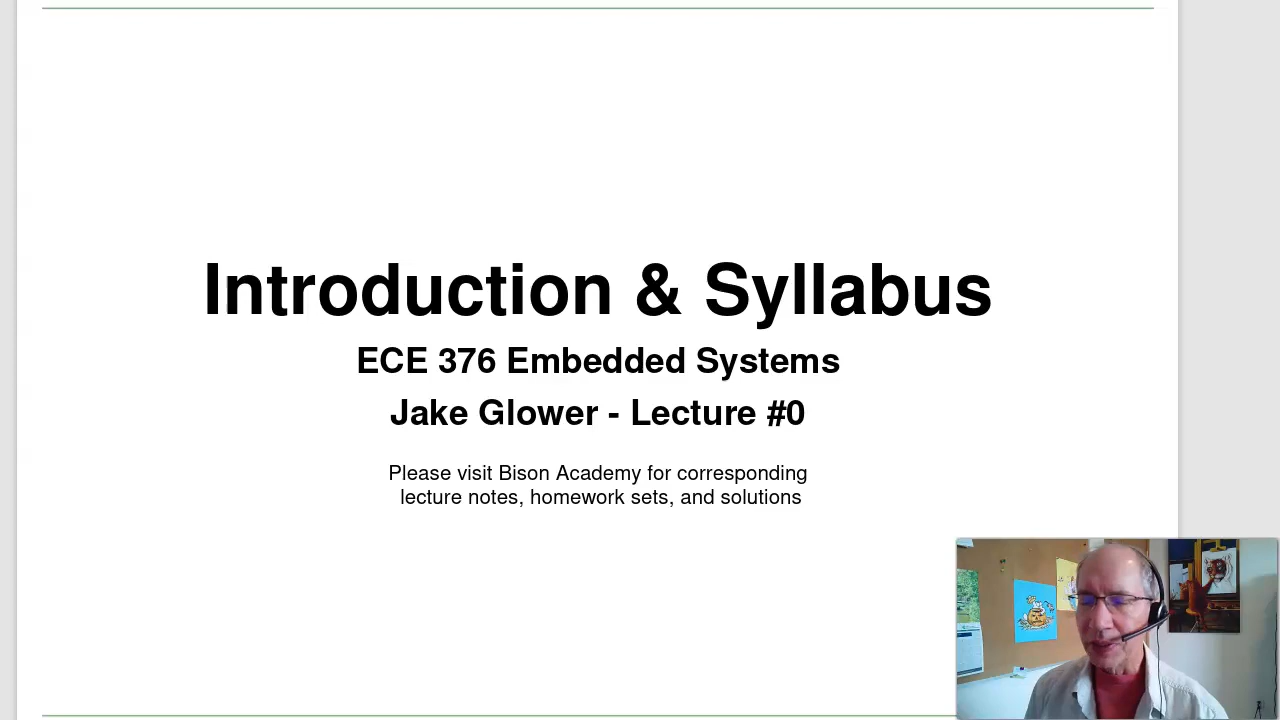 Introduction & Syllabus
ECE 376 Embedded Systems
Jake Glower - Lecture #0
Please visit Bison Academy for corresponding
lecture notes, homework sets, and solutions